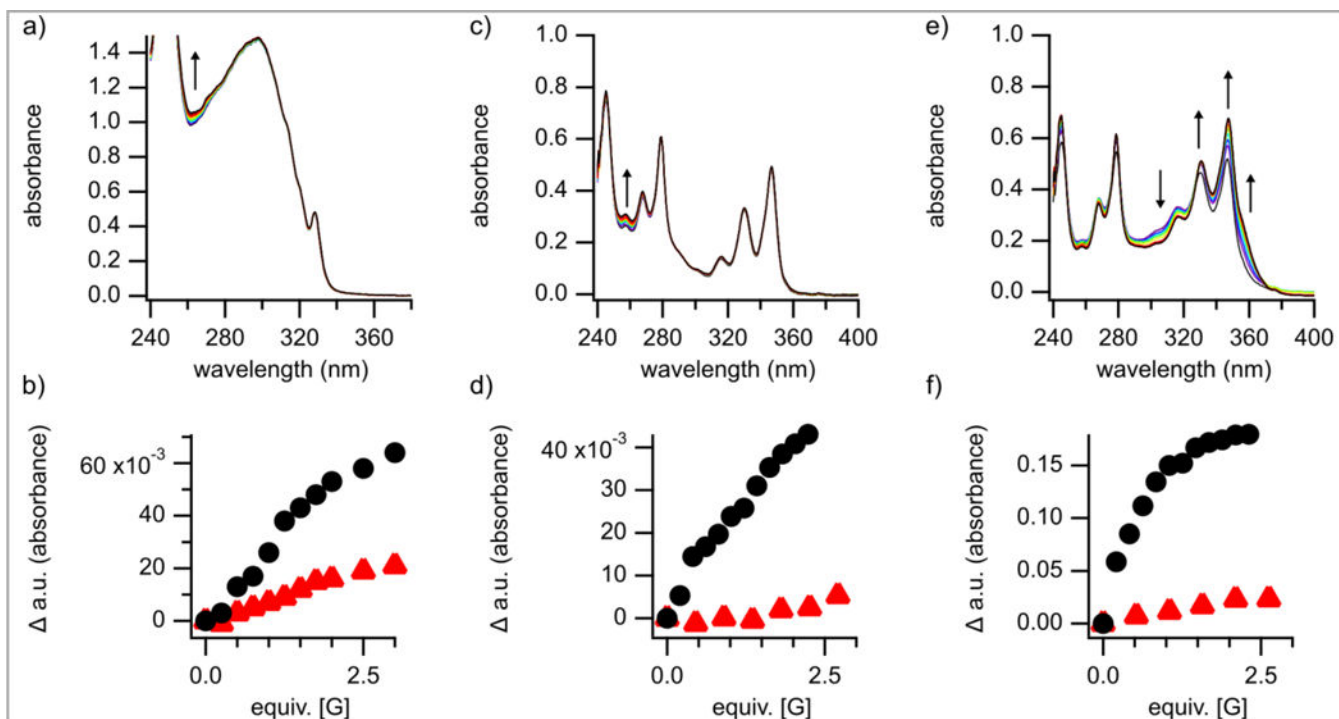 a)
absorbance
1.4
1.2
1.0
0.8
0.6
0.4
0.2
0.0
240 280 320 360
wavelength (nm)
c)
absorbance
1.0
0.8
0.6
0.4
0.2
0.0
240 280 320 360 400
wavelength (nm)
e)
absorbance
1.0
0.8
0.6
0.4
0.2
0.0
240 280 320 360 400
wavelength (nm)
b)
Δ a.u. (absorbance)
60 x10⁻³
40
20
0
0.0 2.5
equiv. [G]
d)
Δ a.u. (absorbance)
40 x10⁻³
30
20
10
0
0.0 2.5
equiv. [G]
f)
Δ a.u. (absorbance)
0.15
0.10
0.05
0.00
0.0 2.5
equiv. [G]